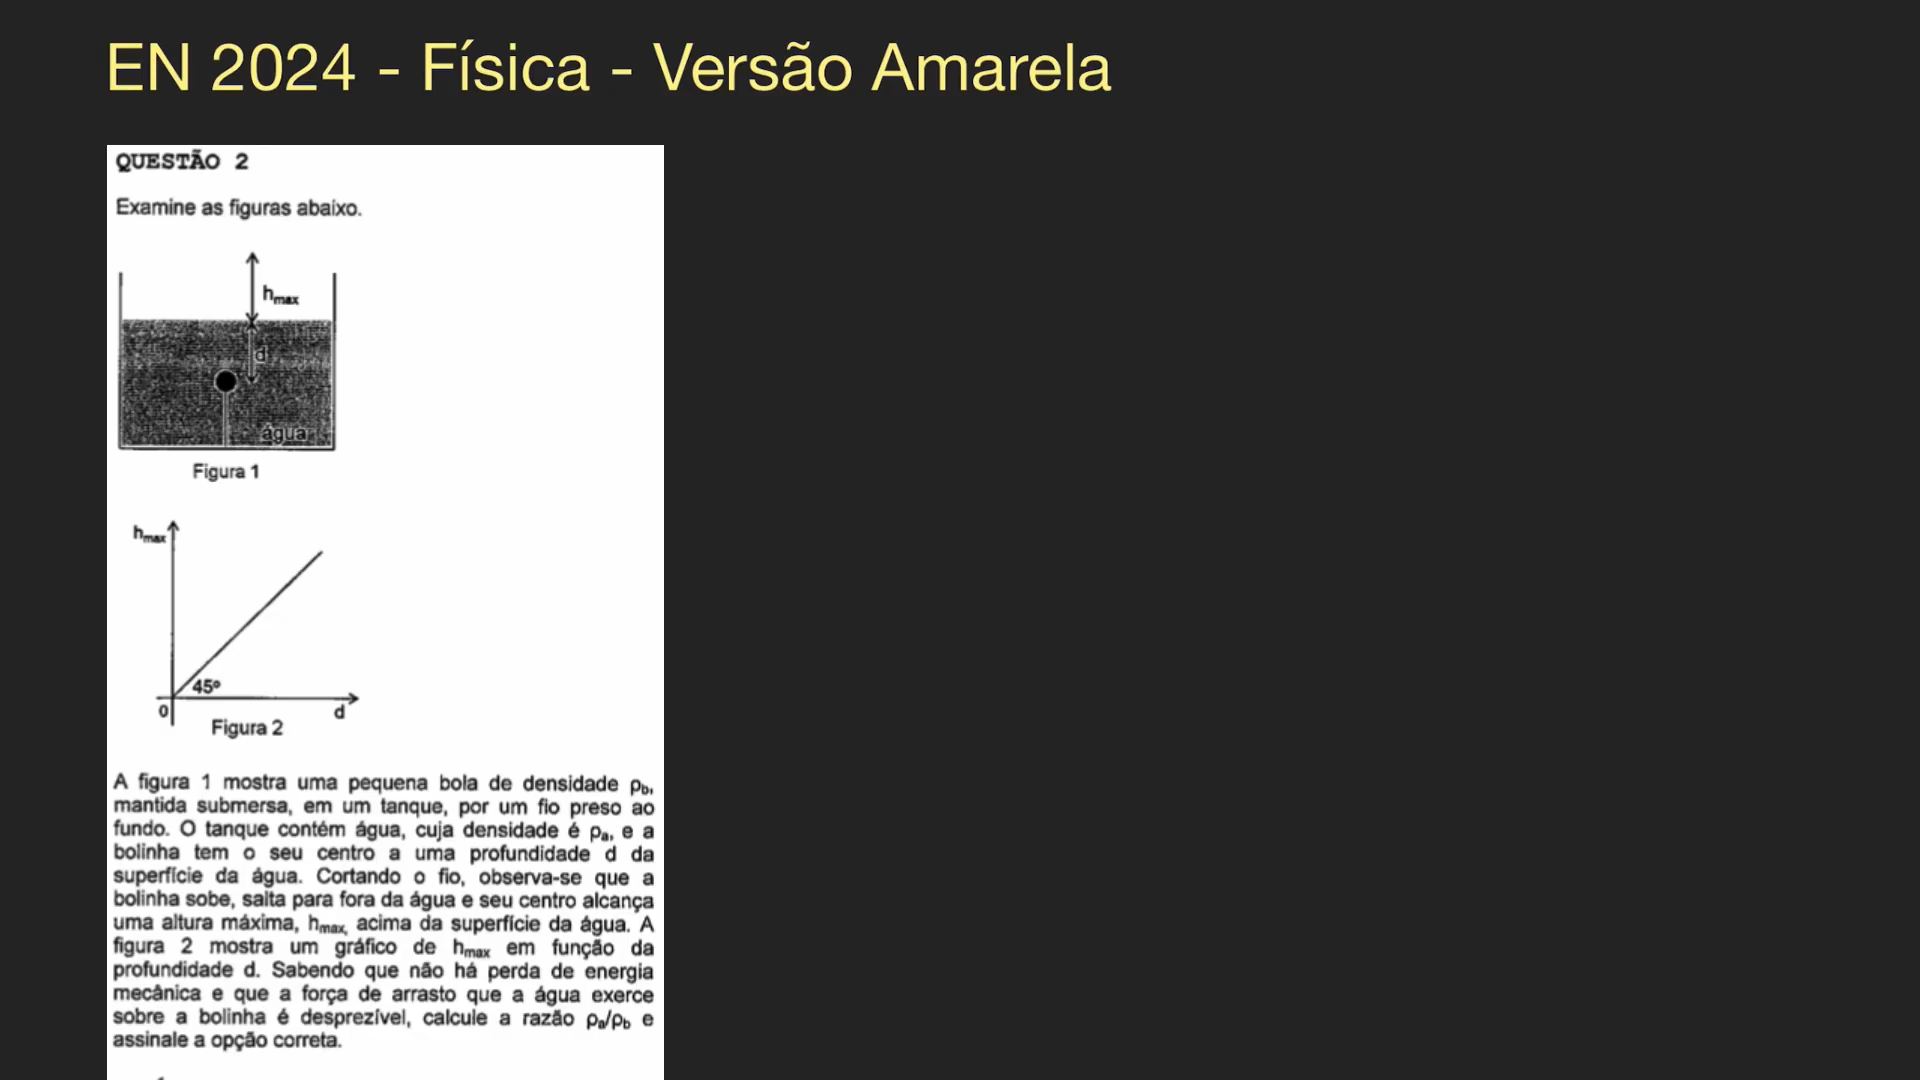 EN 2024 - Física - Versão Amarela
QUESTÃO 2
Examine as figuras abaixo.
hmax
d
água
Figura 1
hmax
45º
0
d
Figura 2
A figura 1 mostra uma pequena bola de densidade ρb,
mantida submersa, em um tanque, por um fio preso ao
fundo. O tanque contém água, cuja densidade é ρa, e a
bolinha tem o seu centro a uma profundidade d da
superfície da água. Cortando o fio, observa-se que a
bolinha sobe, salta para fora da água e seu centro alcança
uma altura máxima, hmax, acima da superfície da água. A
figura 2 mostra um gráfico de hmax em função da
profundidade d. Sabendo que não há perda de energia
mecânica e que a força de arrasto que a água exerce
sobre a bolinha é desprezível, calcule a razão ρa/ρb e
assinale a opção correta.